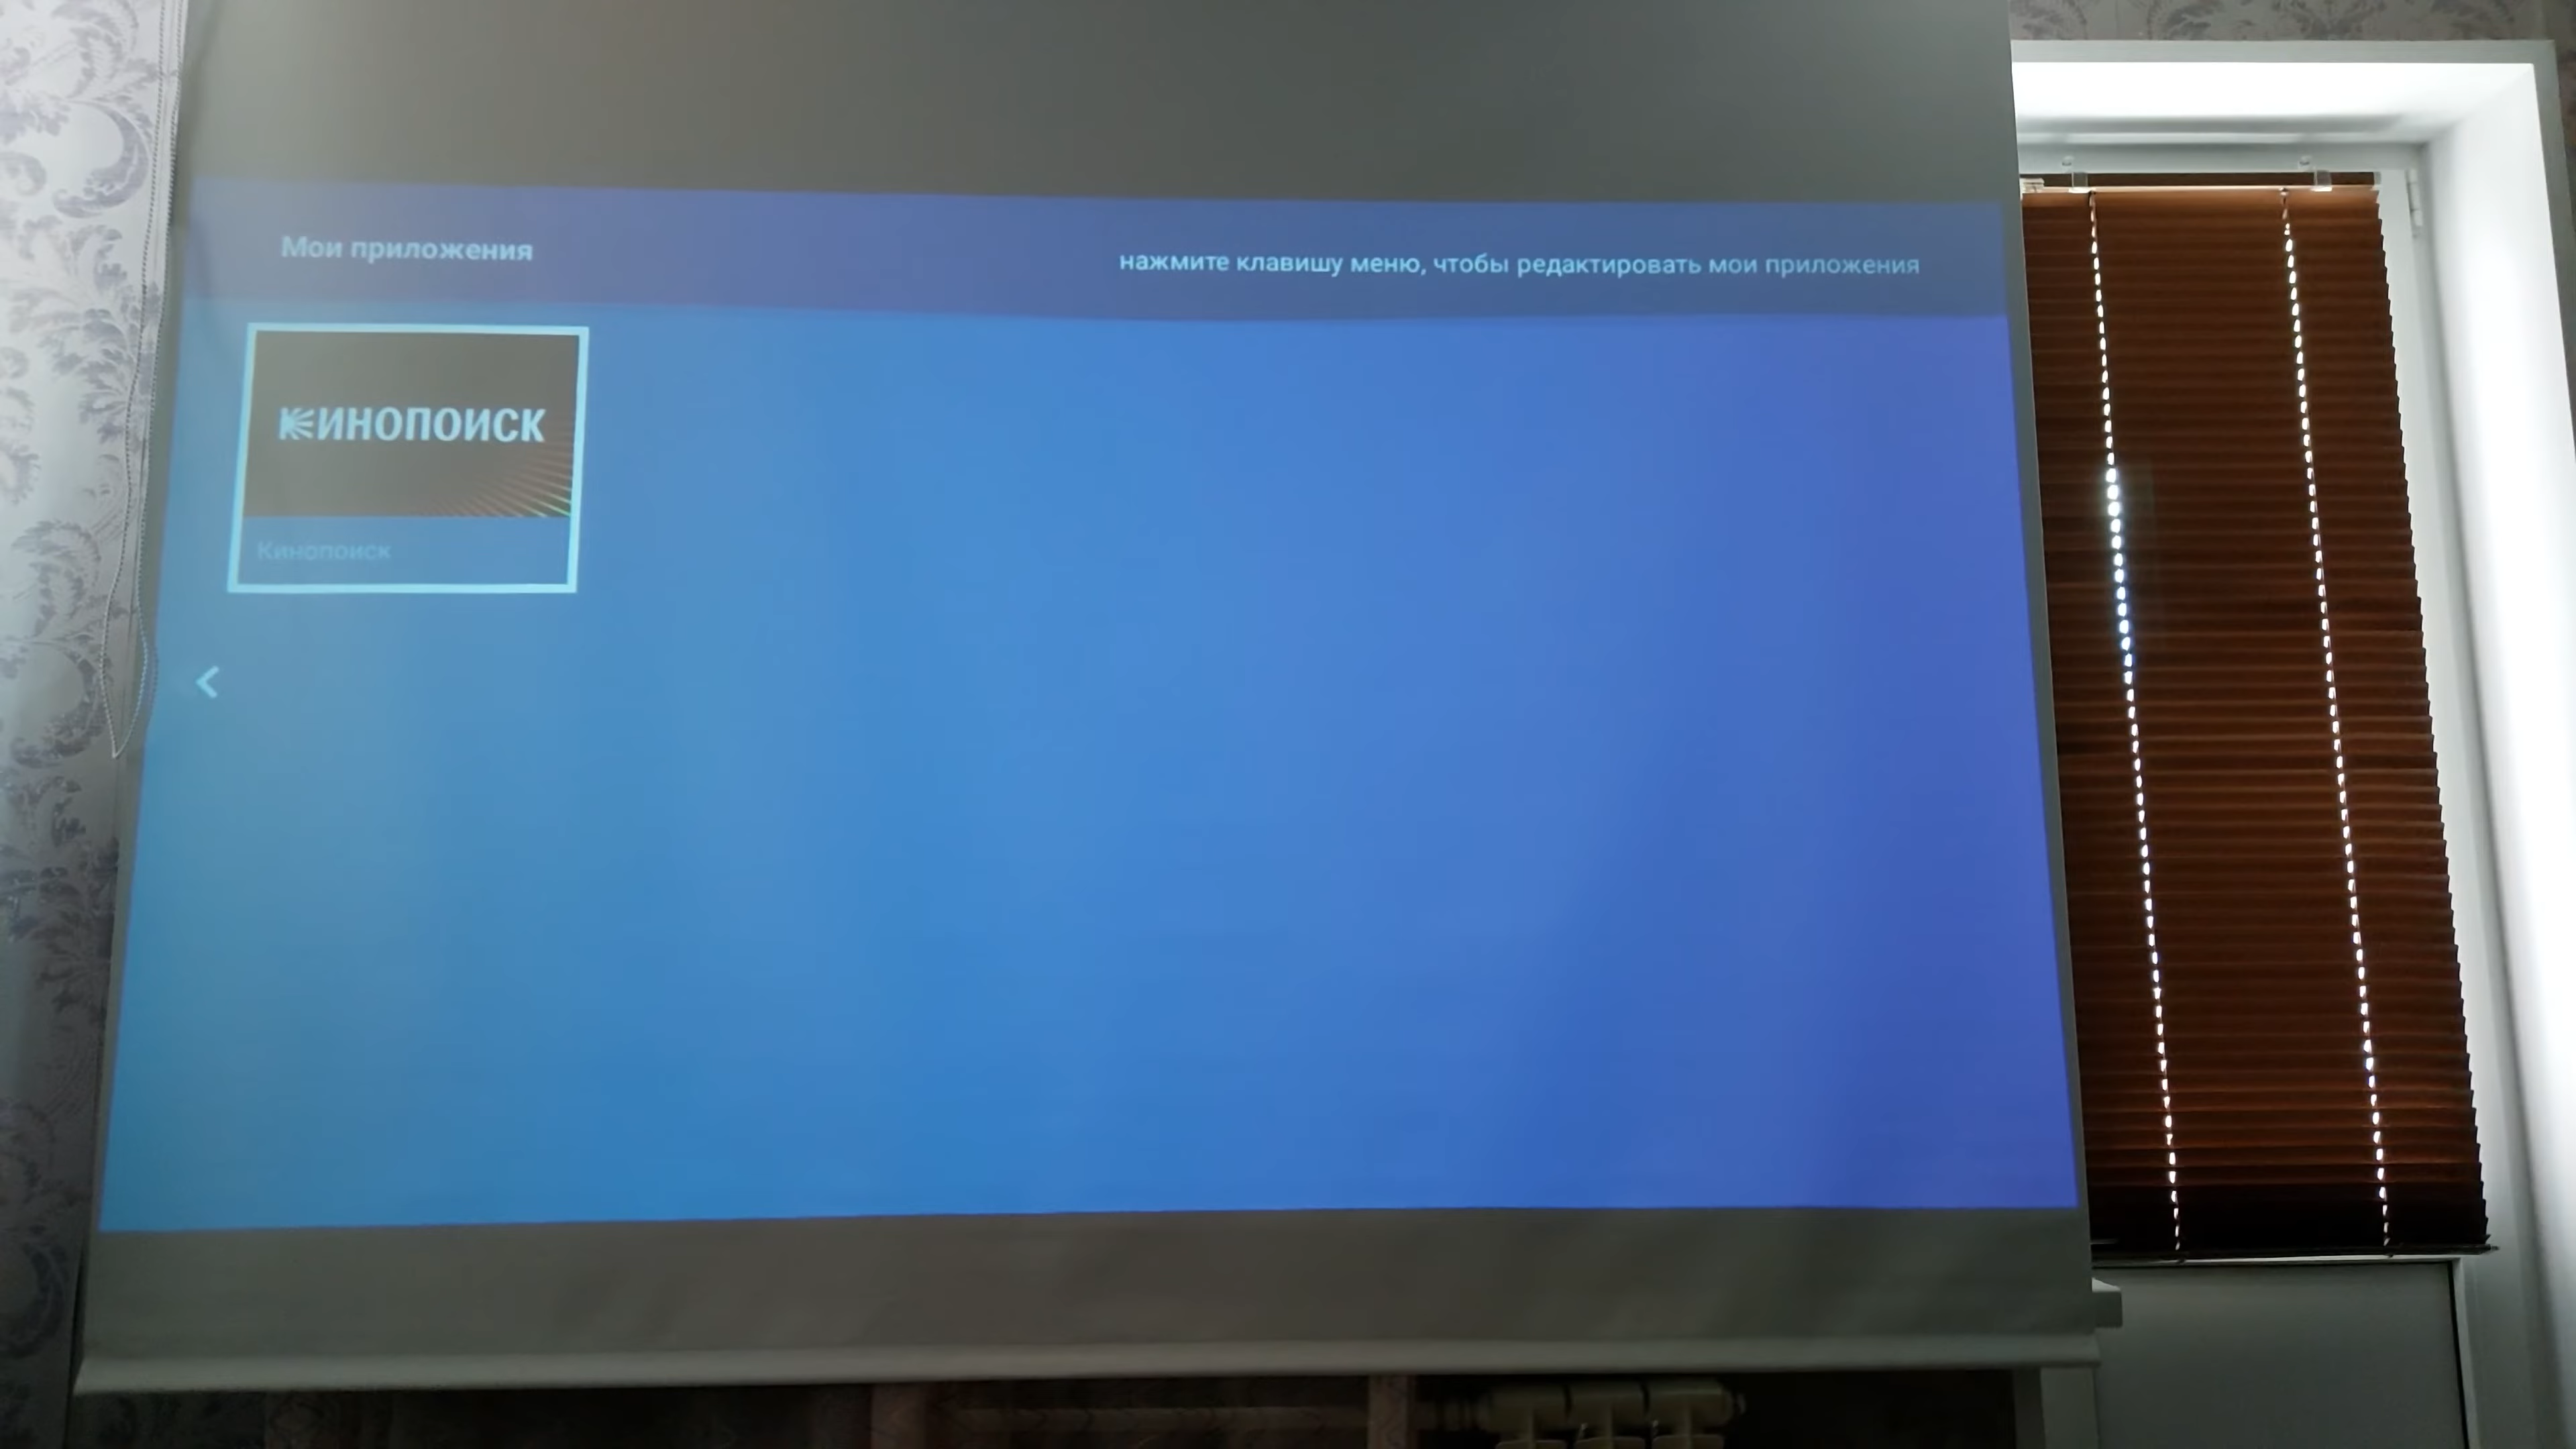 Мои приложения
нажмите клавишу меню, чтобы редактировать мои приложения
КИНОПОИСК
Кинопоиск